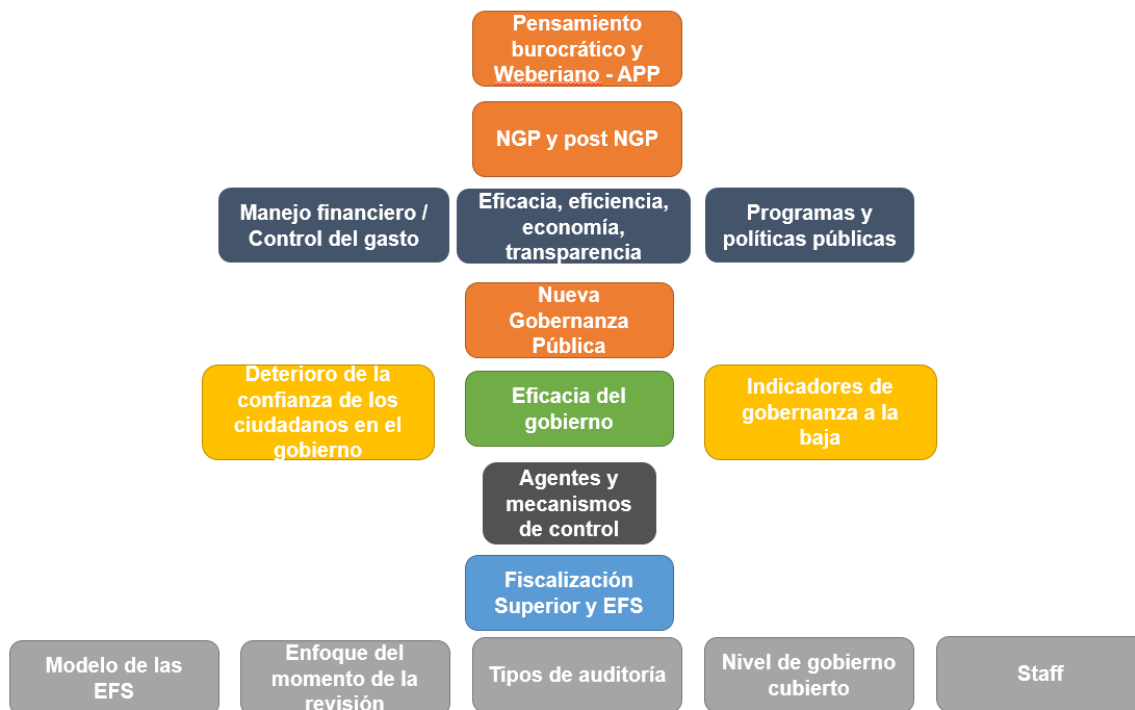 Pensamiento
burocrático y
Weberiano - APP
NGP y post NGP
Manejo financiero /
Control del gasto
Eficacia, eficiencia,
economía,
transparencia
Programas y
políticas públicas
Nueva
Gobernanza
Pública
Deterioro de la
confianza de los
ciudadanos en el
gobierno
Eficacia del
gobierno
Indicadores de
gobernanza a la
baja
Agentes y
mecanismos
de control
Fiscalización
Superior y EFS
Modelo de las
EFS
Enfoque del
momento de la
revisión
Tipos de auditoría
Nivel de gobierno
cubierto
Staff